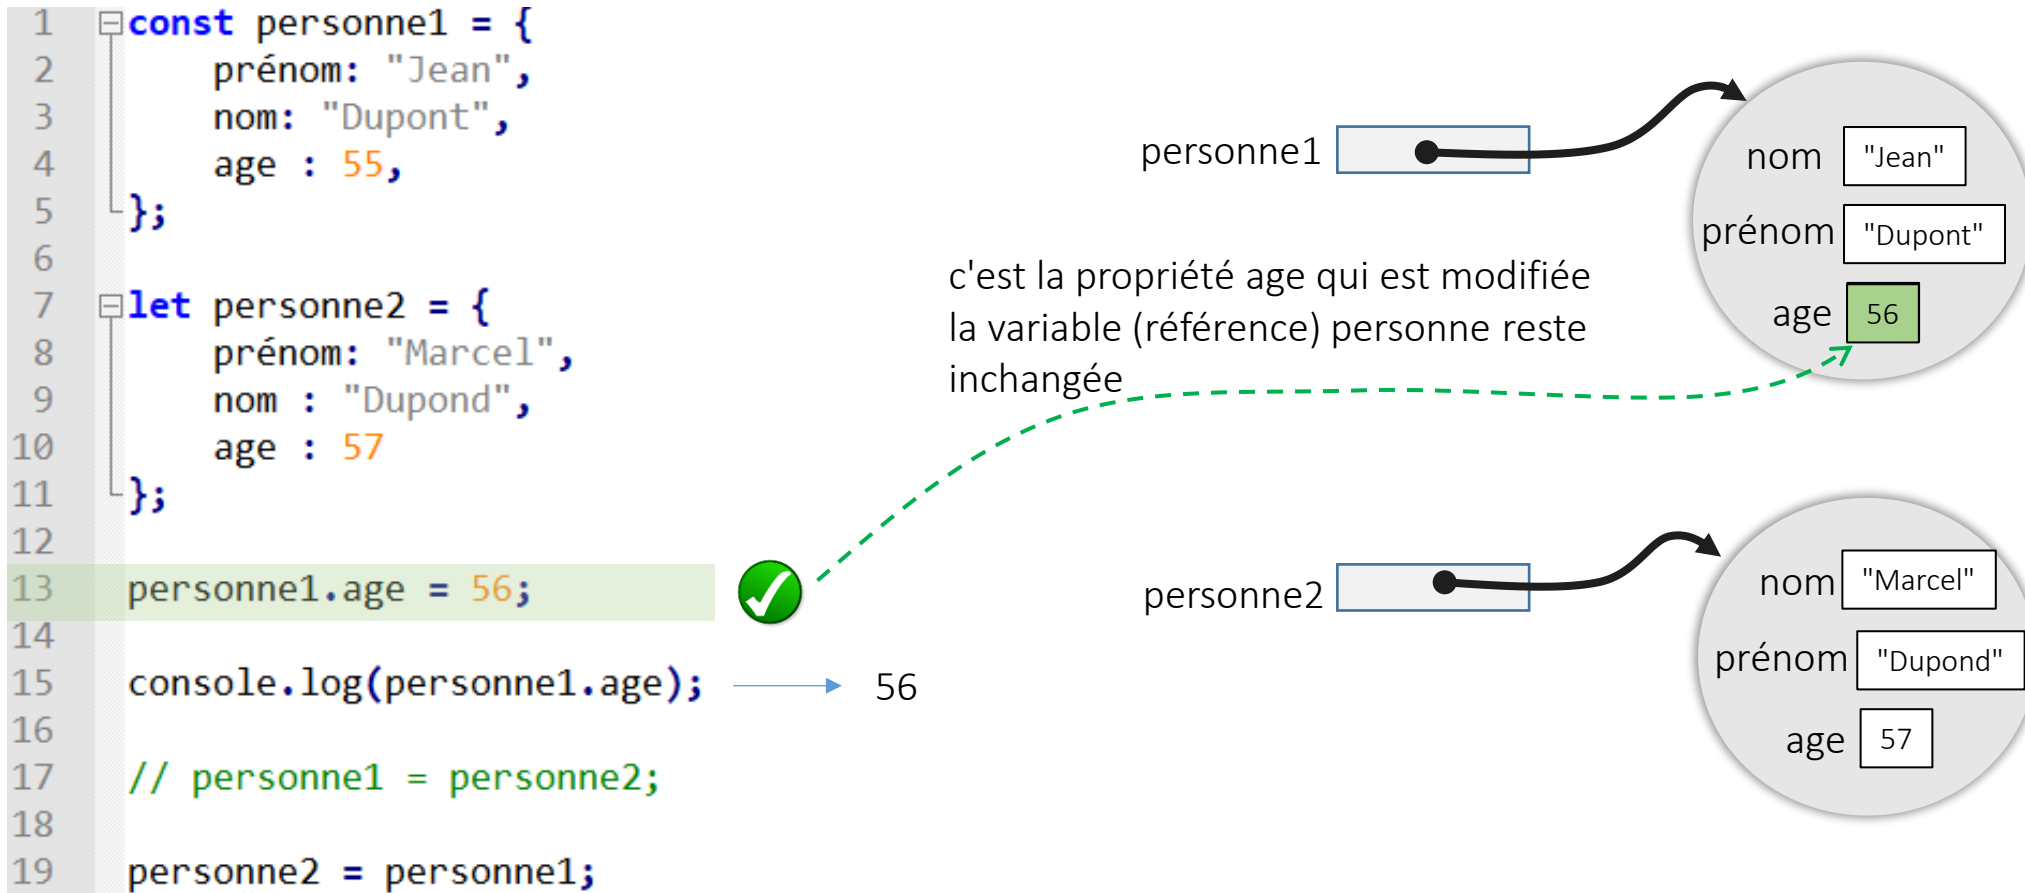 1 const personne1 = {
2 prénom: "Jean",
3 nom: "Dupont",
4 age : 55,
5 };
6
7 let personne2 = {
8 prénom: "Marcel",
9 nom : "Dupond",
10 age : 57
11 };
12
13 personne1.age = 56;
14
15 console.log(personne1.age);
56
16
17 // personne1 = personne2;
18
19 personne2 = personne1;
personne1
nom "Jean"
prénom "Dupont"
age 56
c'est la propriété age qui est modifiée
la variable (référence) personne reste
inchangée
personne2
nom "Marcel"
prénom "Dupond"
age 57